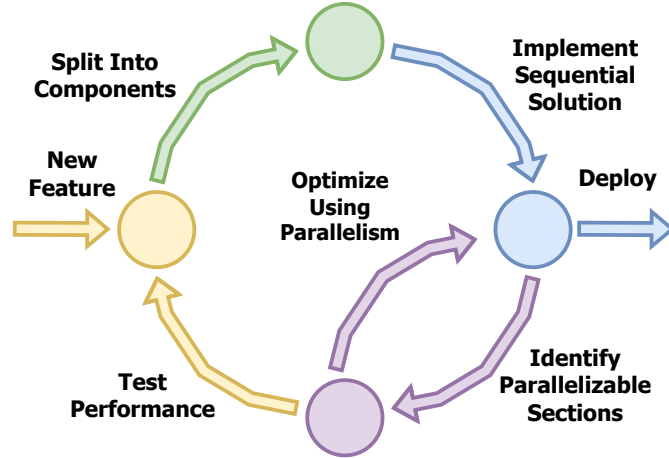 Split Into
Components
Implement
Sequential
Solution
New
Feature
Optimize
Using
Parallelism
Deploy
Test
Performance
Identify
Parallelizable
Sections